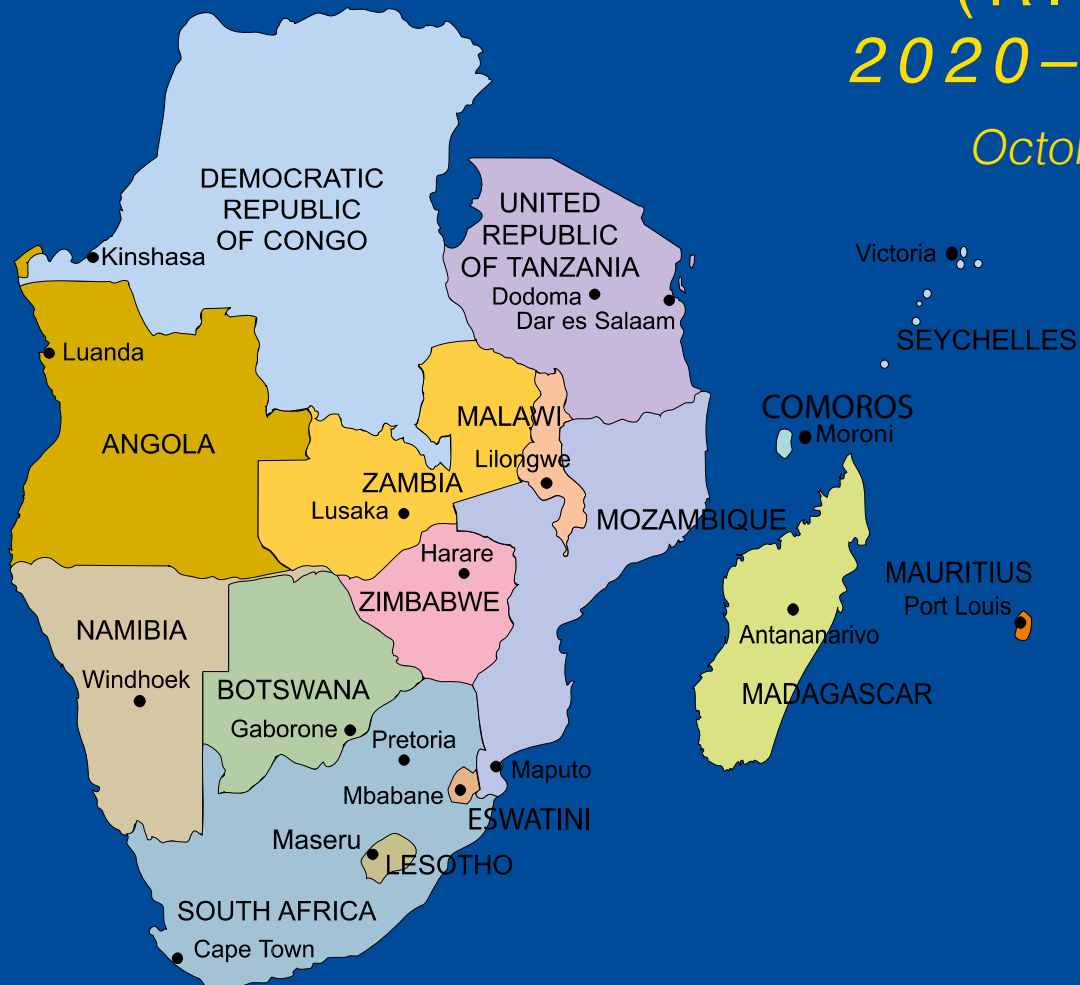 2020–
DEMOCRATIC
REPUBLIC
OF CONGO
UNITED
REPUBLIC
OF TANZANIA
Kinshasa
Victoria
Dodoma
Dar es Salaam
SEYCHELLES
Luanda
COMOROS
MALAWI
Moroni
ANGOLA
Lilongwe
ZAMBIA
Lusaka
MOZAMBIQUE
Harare
MAURITIUS
ZIMBABWE
Port Louis
NAMIBIA
Antananarivo
Windhoek
BOTSWANA
MADAGASCAR
Gaborone
Pretoria
Maputo
Mbabane
ESWATINI
Maseru
LESOTHO
SOUTH AFRICA
Cape Town